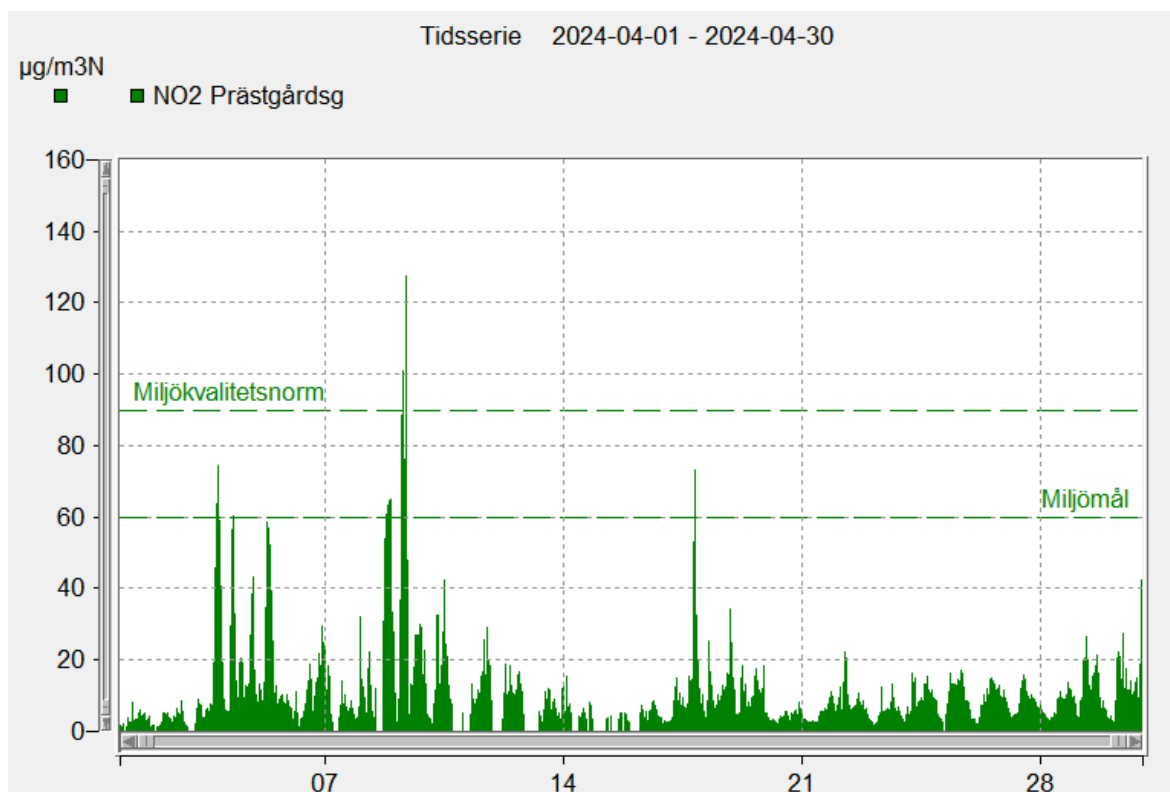 Tidsserie 2024-04-01 - 2024-04-30
µg/m3N
NO2 Prästgårdsg
160
140
120
100
Miljökvalitetsnorm
80
Miljömål
60
40
20
0
07 14 21 28